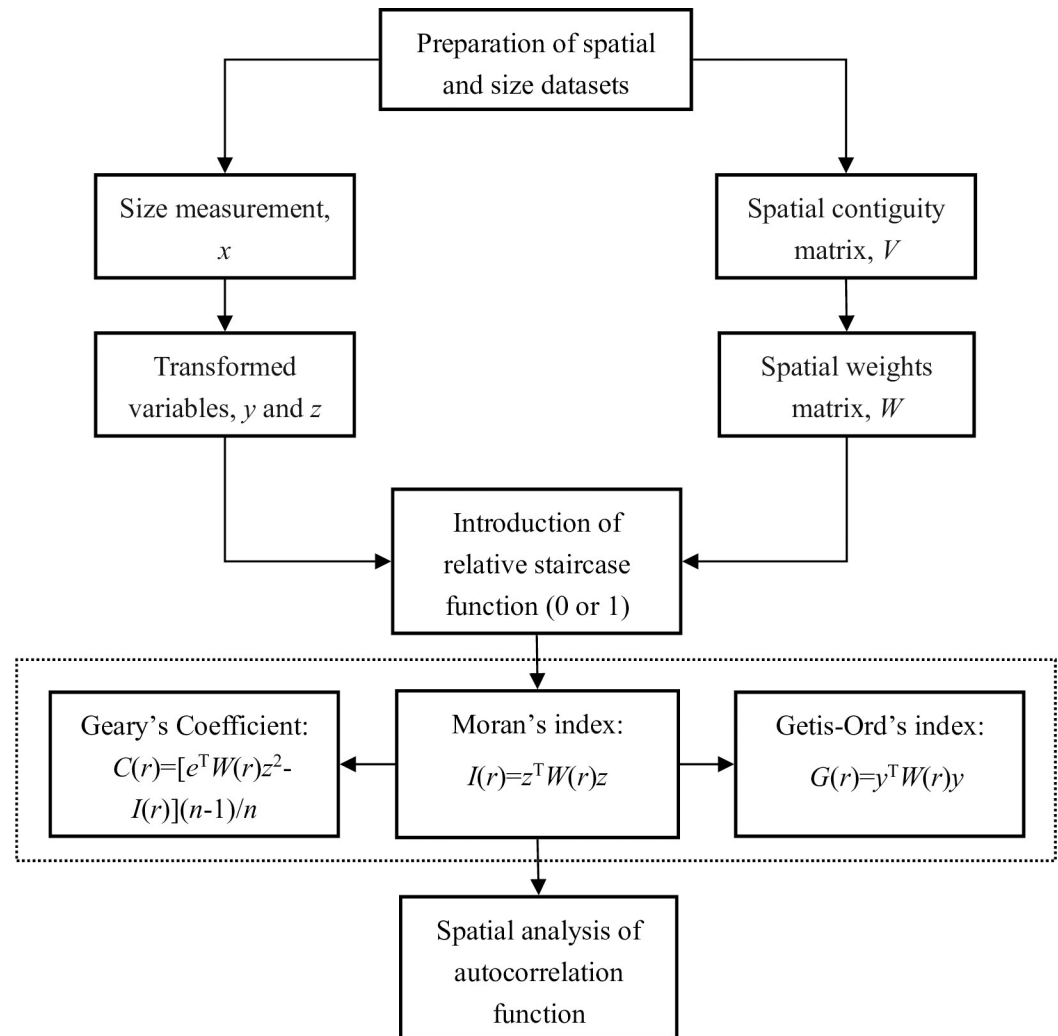 Preparation of spatial
and size datasets
Size measurement,
x
Spatial contiguity
matrix, V
Transformed
variables, y and z
Spatial weights
matrix, W
Introduction of
relative staircase
function (0 or 1)
Geary's Coefficient:
C(r)=[eᵀW(r)z²-
I(r)](n-1)/n
Moran's index:
I(r)=zᵀW(r)z
Getis-Ord's index:
G(r)=yᵀW(r)y
Spatial analysis of
autocorrelation
function